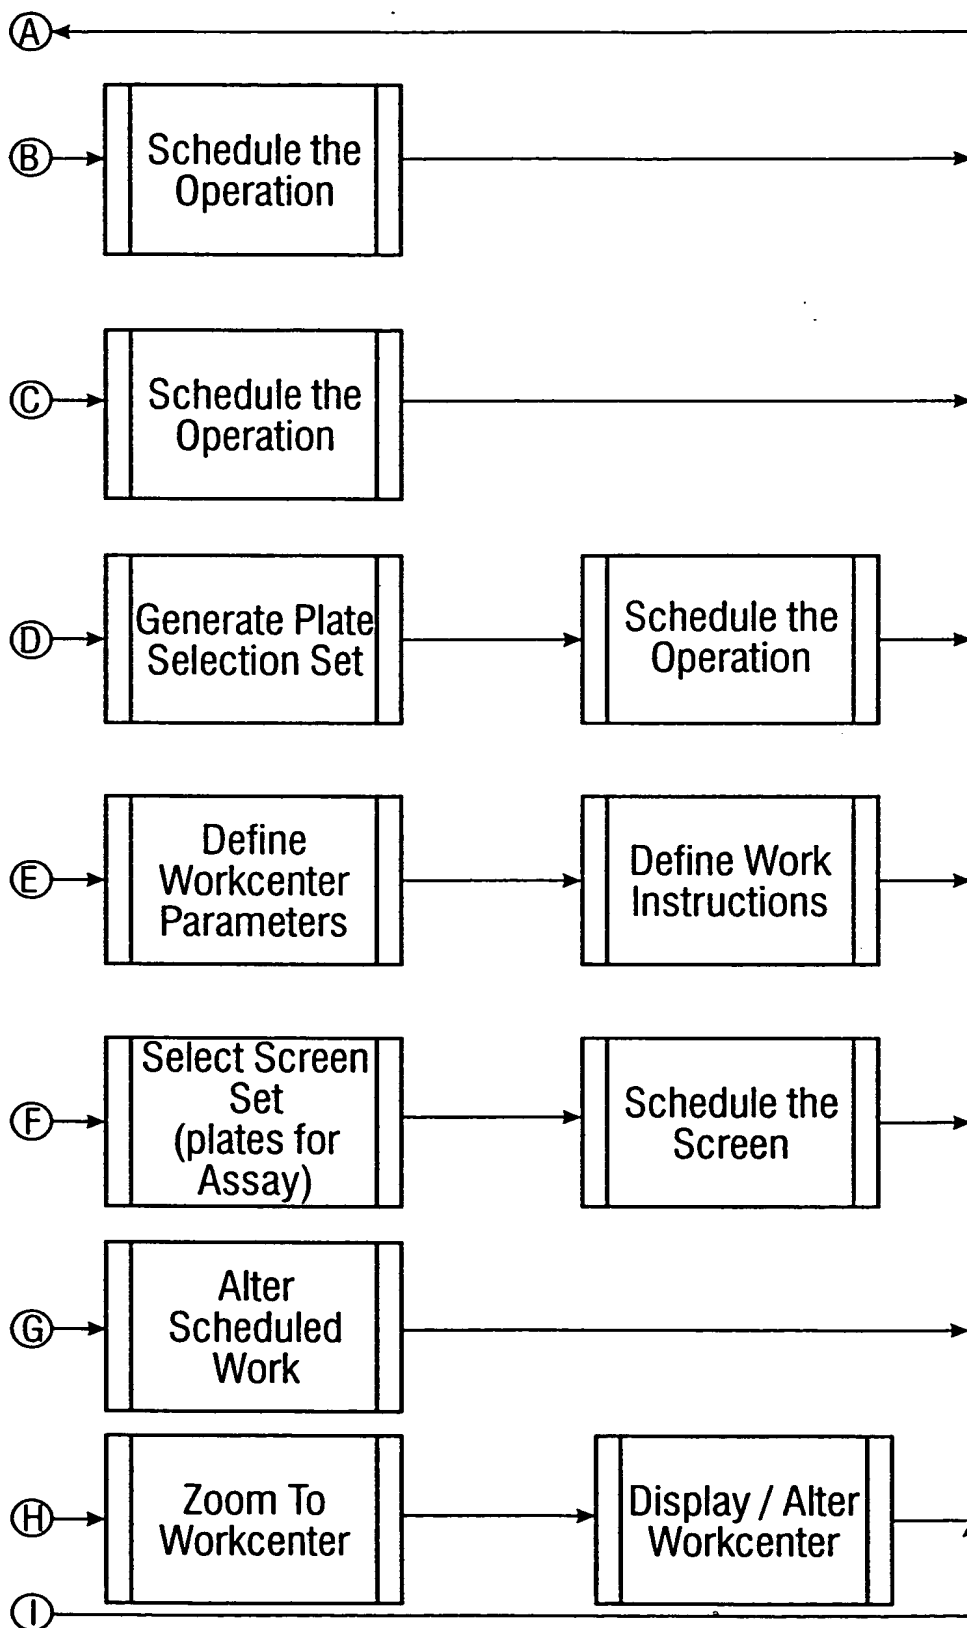 A
B
Schedule the
Operation
C
Schedule the
Operation
D
Generate Plate
Selection Set
Schedule the
Operation
E
Define
Workcenter
Parameters
Define Work
Instructions
F
Select Screen
Set
(plates for
Assay)
Schedule the
Screen
G
Alter
Scheduled
Work
H
Zoom To
Workcenter
Display / Alter
Workcenter
I